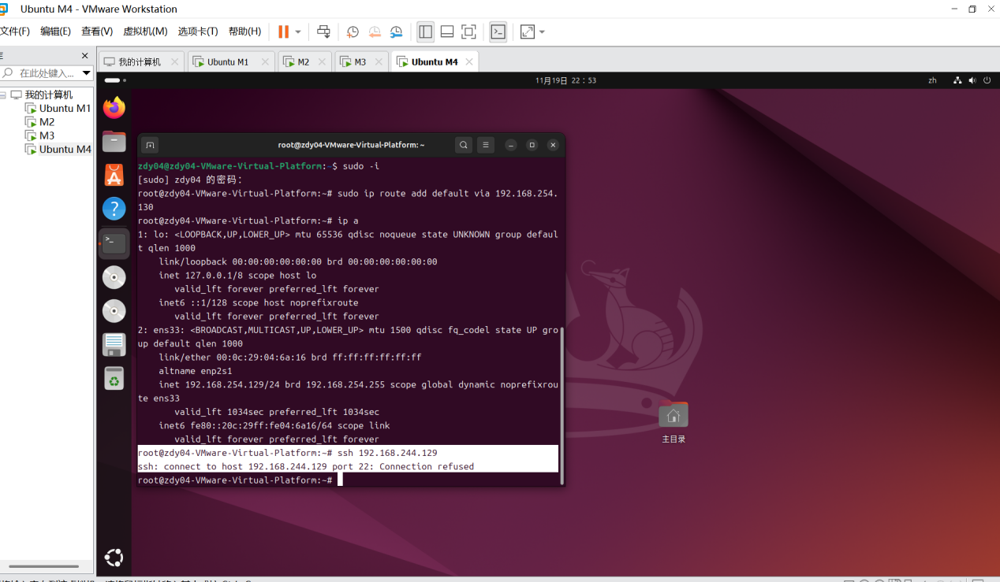 Ubuntu M4 - VMware Workstation
文件(F) 编辑(E) 查看(V) 虚拟机(M) 选项卡(T) 帮助(H)
在此处键入...
我的计算机
Ubuntu M1
M2
M3
Ubuntu M4
我的计算机 Ubuntu M1 M2 M3 Ubuntu M4
11月19日 22：53
zh
root@zdy04-VMware-Virtual-Platform: ~
zdy04@zdy04-VMware-Virtual-Platform:~$ sudo -i
[sudo] zdy04 的密码：
root@zdy04-VMware-Virtual-Platform:~# sudo ip route add default via 192.168.254.
130
root@zdy04-VMware-Virtual-Platform:~# ip a
1: lo: <LOOPBACK,UP,LOWER_UP> mtu 65536 qdisc noqueue state UNKNOWN group defaul
t qlen 1000
link/loopback 00:00:00:00:00:00 brd 00:00:00:00:00:00
inet 127.0.0.1/8 scope host lo
valid_lft forever preferred_lft forever
inet6 ::1/128 scope host noprefixroute
valid_lft forever preferred_lft forever
2: ens33: <BROADCAST,MULTICAST,UP,LOWER_UP> mtu 1500 qdisc fq_codel state UP gro
up default qlen 1000
link/ether 00:0c:29:04:6a:16 brd ff:ff:ff:ff:ff:ff
altname enp2s1
inet 192.168.254.129/24 brd 192.168.254.255 scope global dynamic noprefixrou
te ens33
valid_lft 1034sec preferred_lft 1034sec
inet6 fe80::20c:29ff:fe04:6a16/64 scope link
valid_lft forever preferred_lft forever
root@zdy04-VMware-Virtual-Platform:~# ssh 192.168.244.129
ssh: connect to host 192.168.244.129 port 22: Connection refused
root@zdy04-VMware-Virtual-Platform:~#
主目录